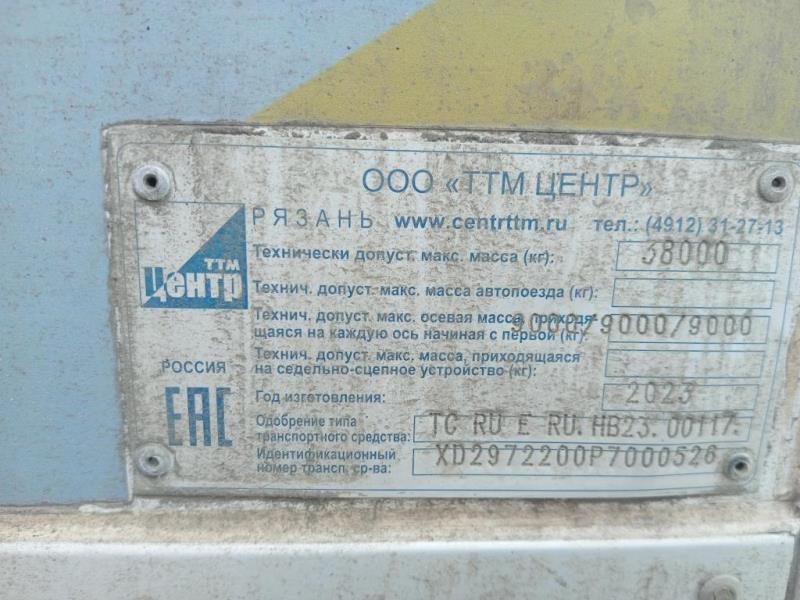 ООО «ТТМ ЦЕНТР»
РЯЗАНЬ www.centrttm.ru тел.: (4912) 31-27-13
ТТМ
Центр
Технически допуст. макс. масса (кг): 38000
Технич. допуст. макс. масса автопоезда (кг):
Технич. допуст. макс. осевая масса, приходя-
щаяся на каждую ось начиная с первой (кг): 9000/9000/9000
Технич. допуст. макс. масса, приходящаяся
на седельно-сцепное устройство (кг):
РОССИЯ
EAC
Год изготовления: 2023
Одобрение типа
транспортного средства: TC RU E RU.HB23.00117.
Идентификационный
номер трансп. ср-ва: XD2972200P7000526